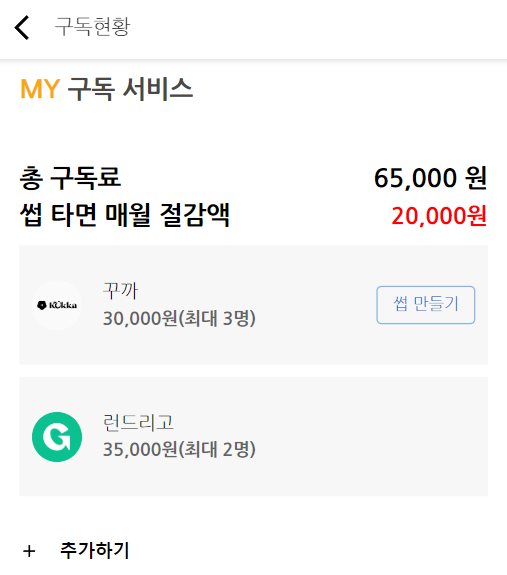 구독현황
MY 구독 서비스
총 구독료 65,000 원
썹 타면 매월 절감액 20,000원
kukka
꾸까
30,000원(최대 3명)
썹 만들기
G
런드리고
35,000원(최대 2명)
+ 추가하기